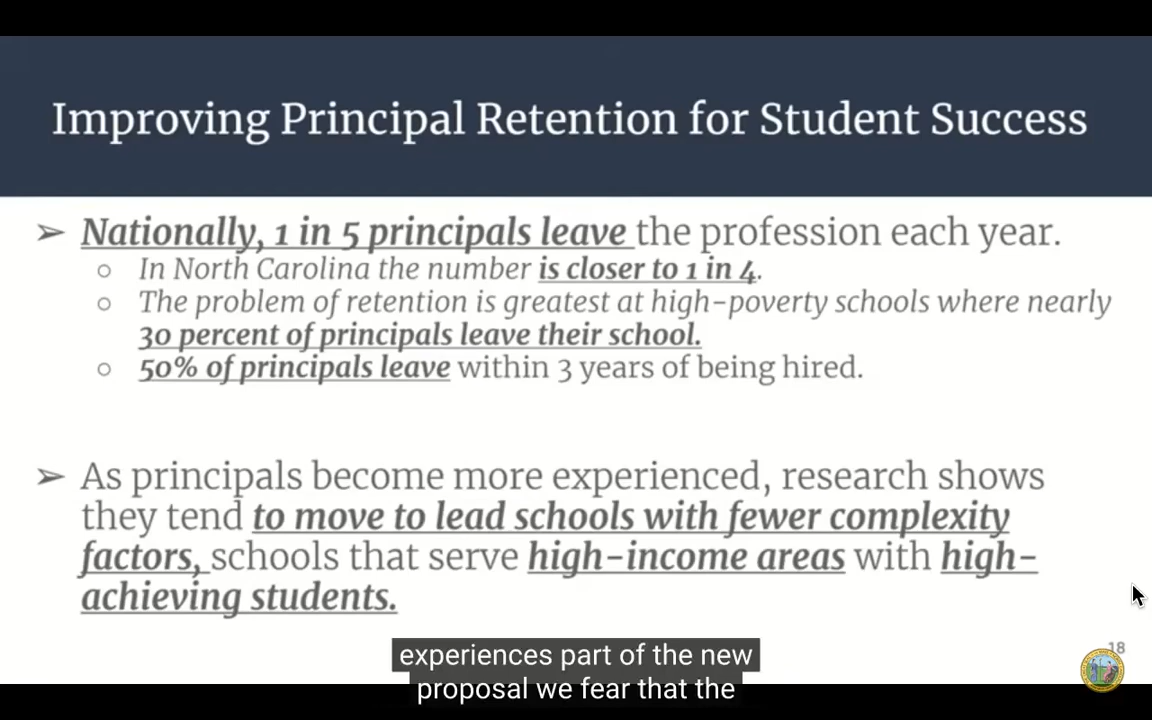 Improving Principal Retention for Student Success
➢ Nationally, 1 in 5 principals leave the profession each year.
○ In North Carolina the number is closer to 1 in 4.
○ The problem of retention is greatest at high-poverty schools where nearly
30 percent of principals leave their school.
○ 50% of principals leave within 3 years of being hired.
➢ As principals become more experienced, research shows
they tend to move to lead schools with fewer complexity
factors, schools that serve high-income areas with high-
achieving students.
experiences part of the new
proposal we fear that the
18